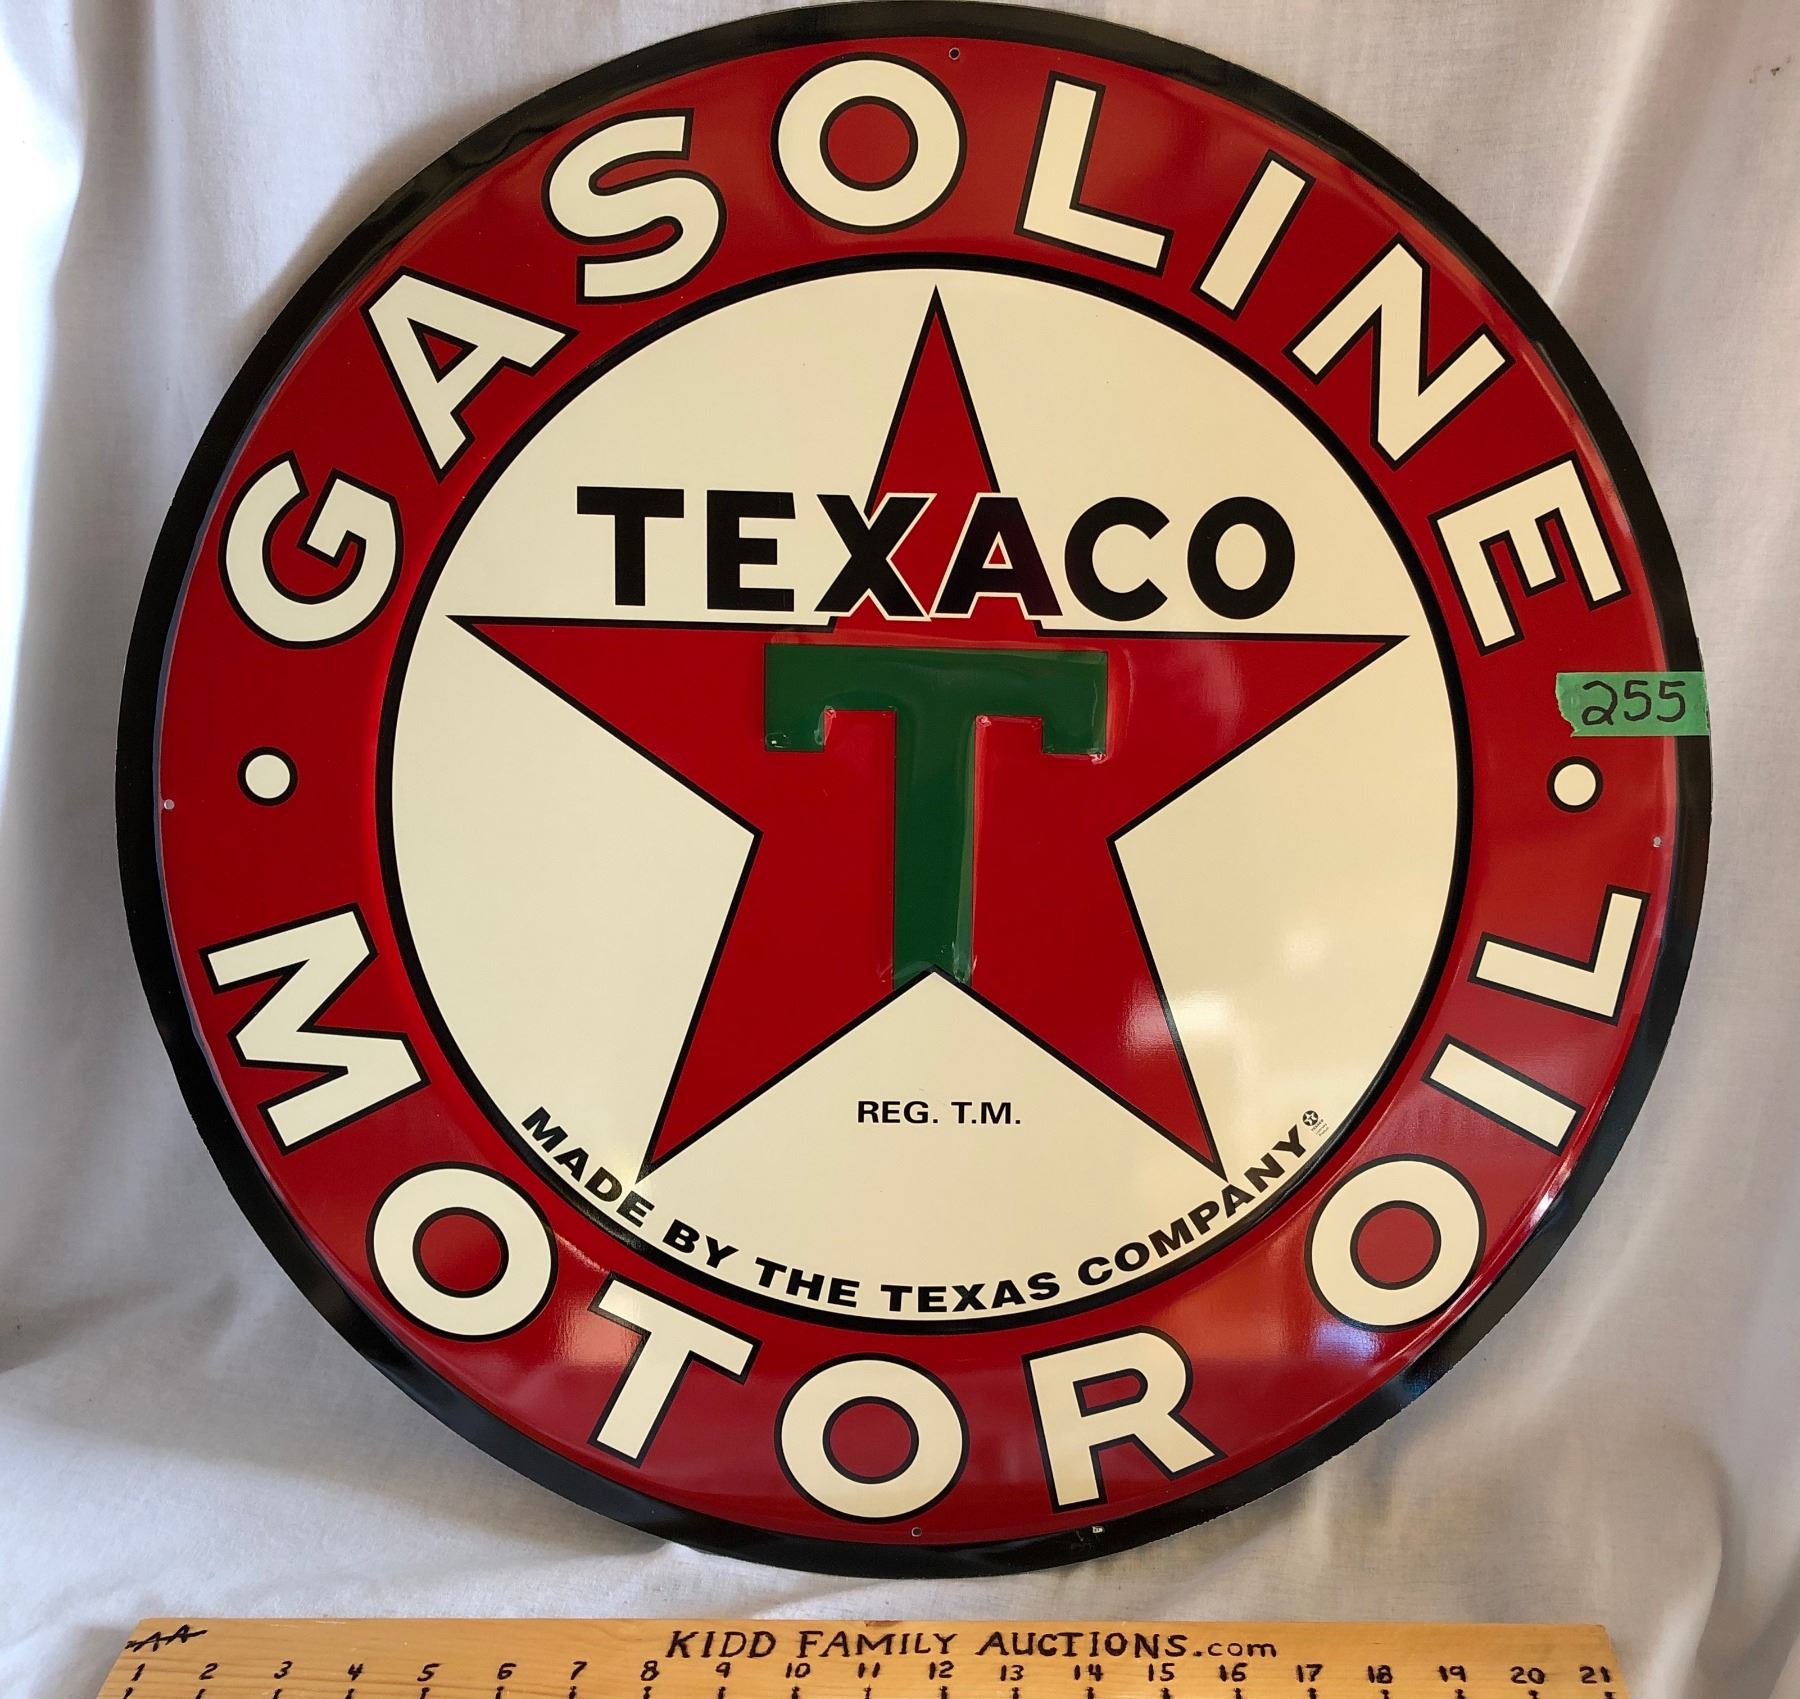 GASOLINE
TEXACO
T
255
REG. T.M.
MADE BY THE TEXAS COMPANY
MOTOR OIL
KIDD FAMILY AUCTIONS.com
1 2 3 4 5 6 7 8 9 10 11 12 13 14 15 16 17 18 19 20 21